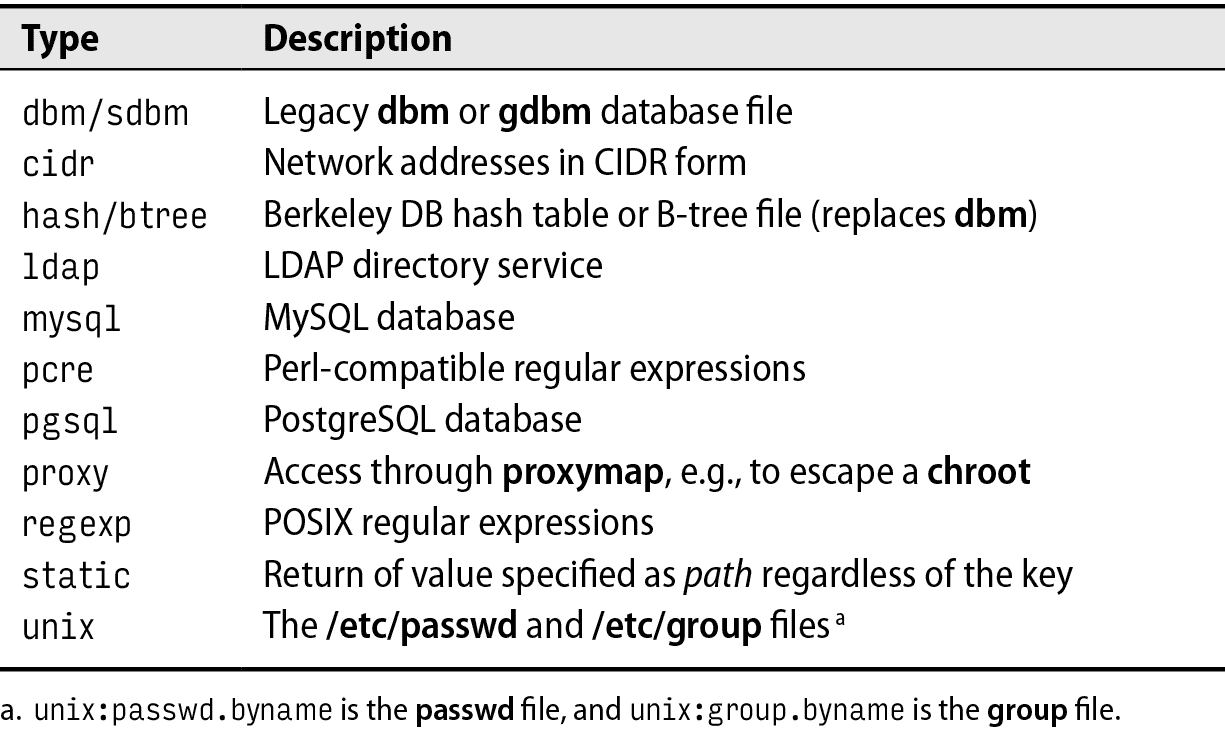 Type Description
dbm/sdbm Legacy dbm or gdbm database file
cidr Network addresses in CIDR form
hash/btree Berkeley DB hash table or B-tree file (replaces dbm)
ldap LDAP directory service
mysql MySQL database
pcre Perl-compatible regular expressions
pgsql PostgreSQL database
proxy Access through proxymap, e.g., to escape a chroot
regexp POSIX regular expressions
static Return of value specified as path regardless of the key
unix The /etc/passwd and /etc/group files a
a. unix:passwd.byname is the passwd file, and unix:group.byname is the group file.